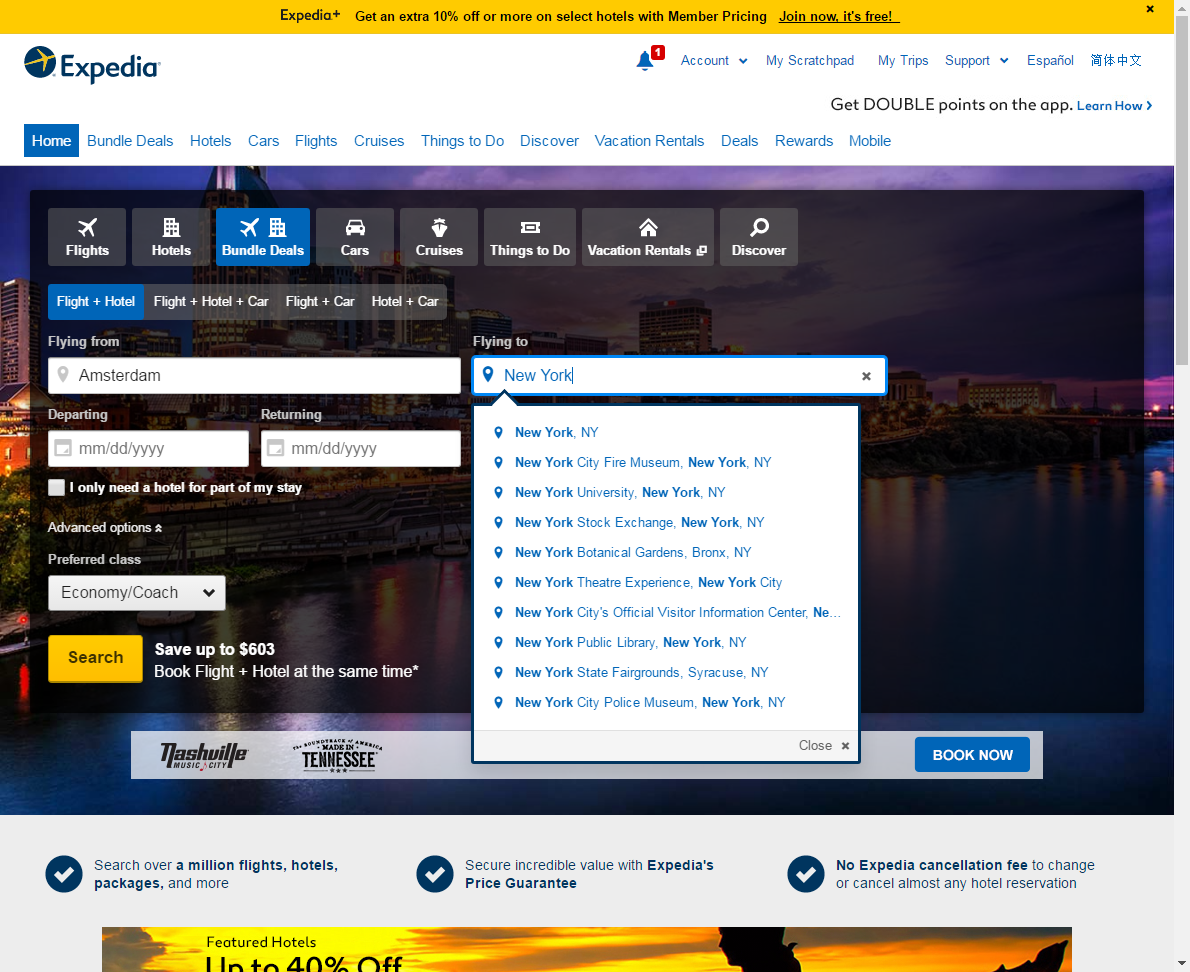 Expedia+ Get an extra 10% off or more on select hotels with Member Pricing Join now, it's free!
Expedia
1 Account My Scratchpad My Trips Support Español 简体中文
Get DOUBLE points on the app. Learn How
Home Bundle Deals Hotels Cars Flights Cruises Things to Do Discover Vacation Rentals Deals Rewards Mobile
Flights Hotels Bundle Deals Cars Cruises Things to Do Vacation Rentals Discover
Flight + Hotel Flight + Hotel + Car Flight + Car Hotel + Car
Flying from Flying to
Amsterdam New York
Departing Returning
mm/dd/yyyy mm/dd/yyyy
I only need a hotel for part of my stay
Advanced options
Preferred class
Economy/Coach
Search
Save up to $603
Book Flight + Hotel at the same time*
New York, NY
New York City Fire Museum, New York, NY
New York University, New York, NY
New York Stock Exchange, New York, NY
New York Botanical Gardens, Bronx, NY
New York Theatre Experience, New York City
New York City's Official Visitor Information Center, Ne...
New York Public Library, New York, NY
New York State Fairgrounds, Syracuse, NY
New York City Police Museum, New York, NY
Close
Nashville
MUSIC CITY
THE SOUNDTRACK OF AMERICA
MADE IN
TENNESSEE
BOOK NOW
Search over a million flights, hotels,
packages, and more
Secure incredible value with Expedia's
Price Guarantee
No Expedia cancellation fee to change
or cancel almost any hotel reservation
Featured Hotels
Up to 40% Off